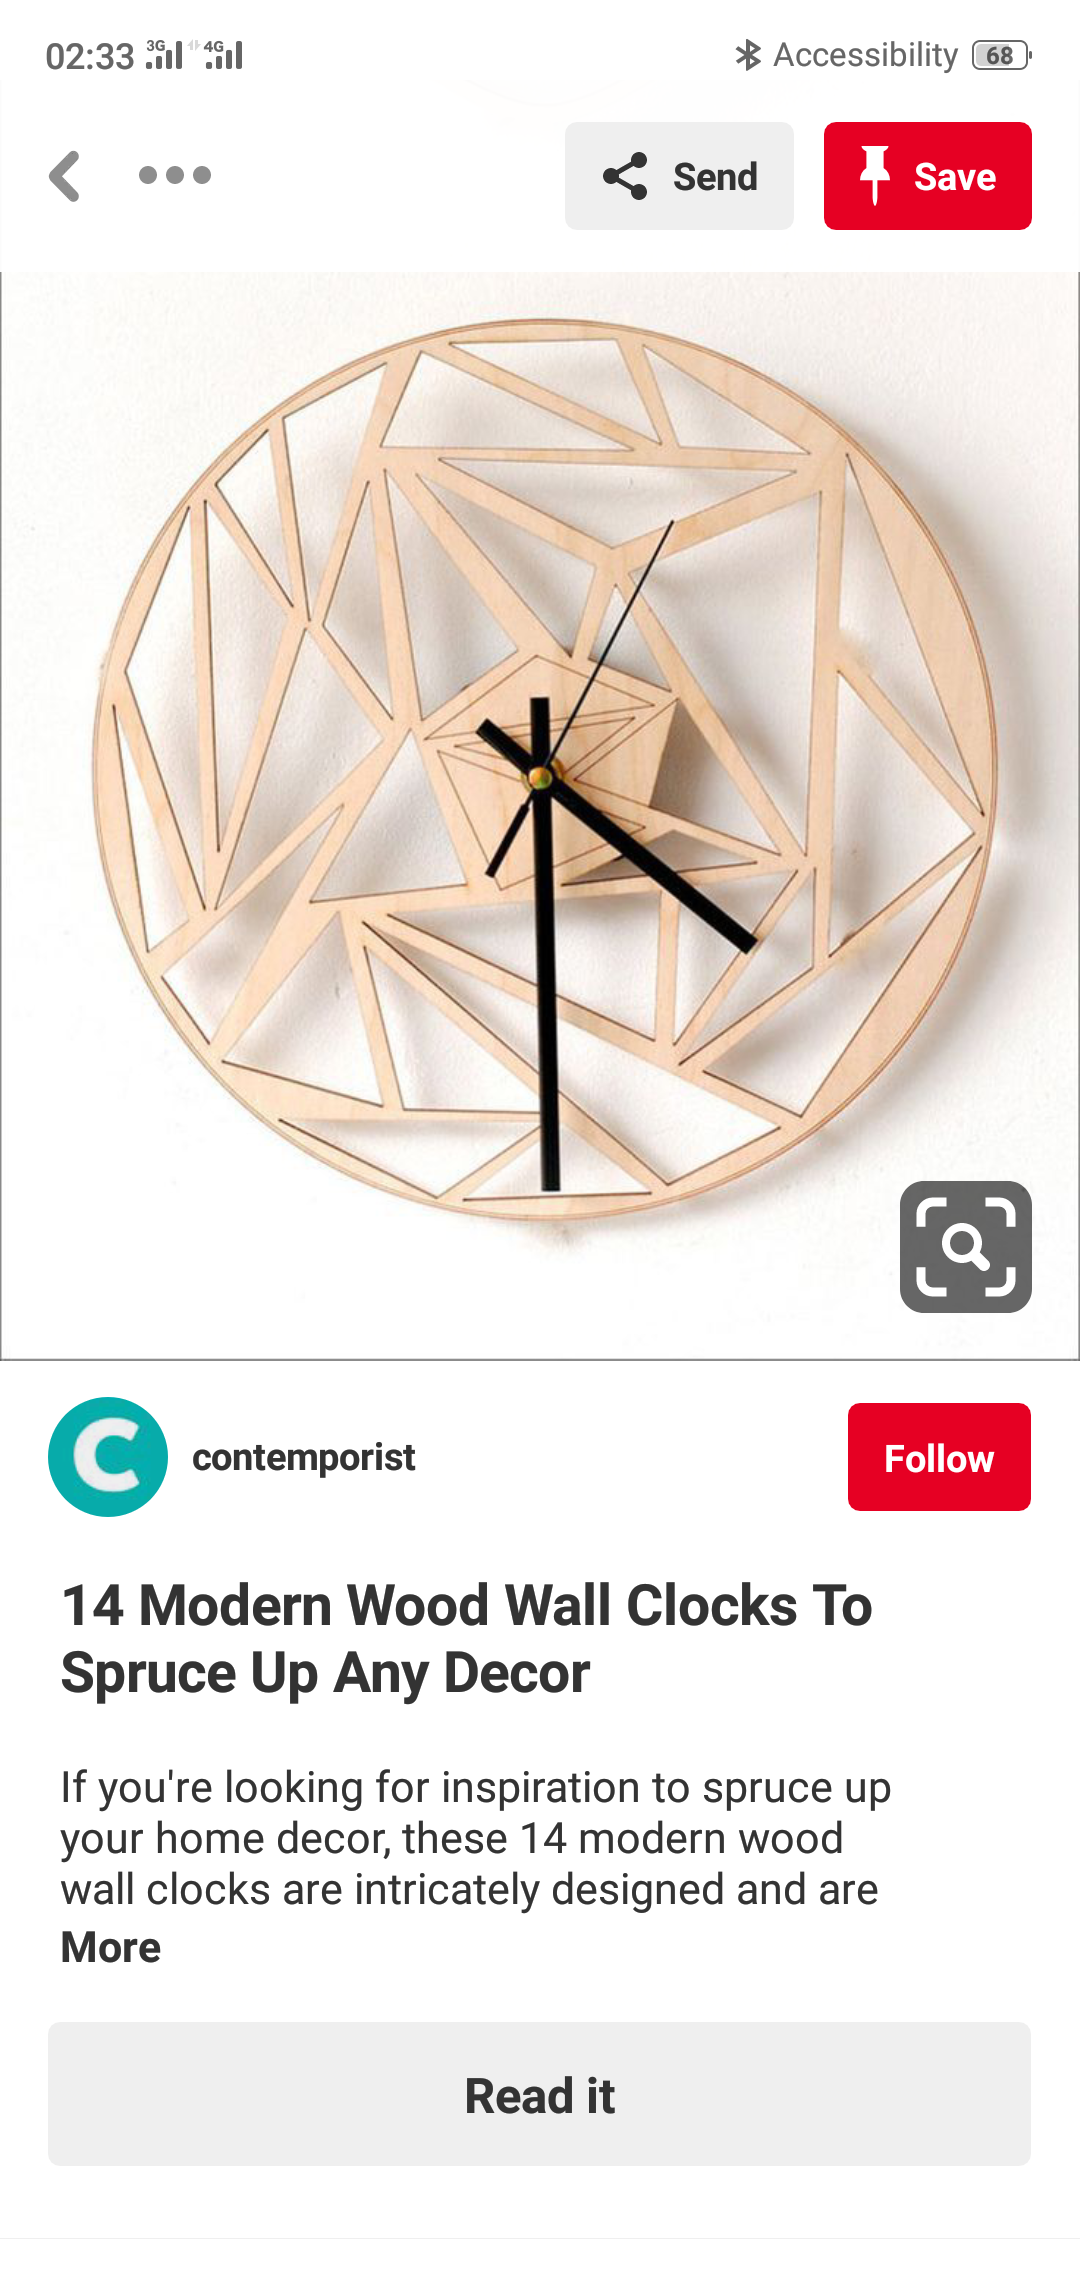 02:33 3G 4G Accessibility 68
Send Save
C contemporist Follow
14 Modern Wood Wall Clocks To
Spruce Up Any Decor
If you're looking for inspiration to spruce up
your home decor, these 14 modern wood
wall clocks are intricately designed and are
More
Read it